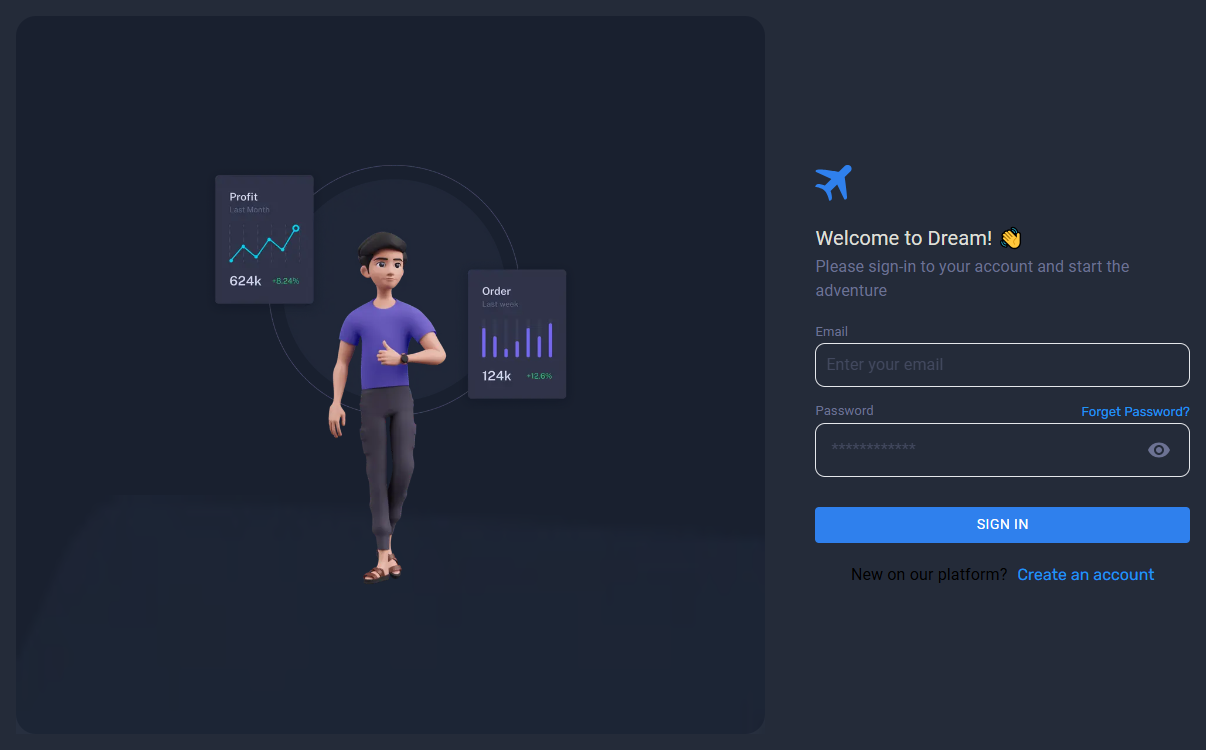 Profit
Last Month
624k +6.24%
Order
Last week
124k +12.6%
Welcome to Dream! 👋
Please sign-in to your account and start the
adventure
Email
Enter your email
Password Forget Password?
************
SIGN IN
New on our platform? Create an account